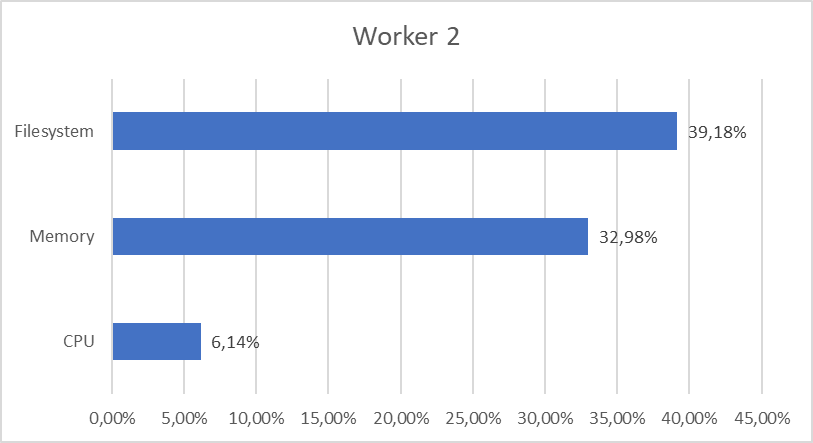 Worker 2
Filesystem
39,18%
Memory
32,98%
CPU
6,14%
0,00% 5,00% 10,00% 15,00% 20,00% 25,00% 30,00% 35,00% 40,00% 45,00%